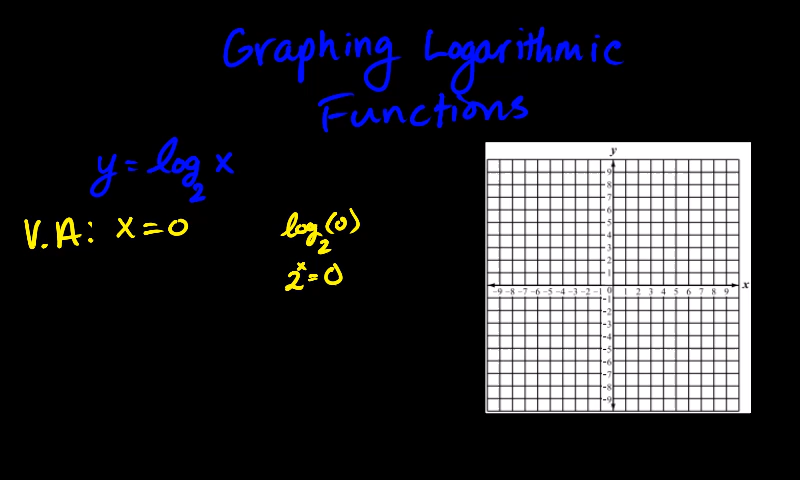 Graphing Logarithmic
Functions
y = log₂ x
V.A: x = 0
log₂(0)
2ˣ = 0
y
9
8
7
6
5
4
3
2
1
-9 -8 -7 -6 -5 -4 -3 -2 -1 0 1 2 3 4 5 6 7 8 9 x
-1
-2
-3
-4
-5
-6
-7
-8
-9